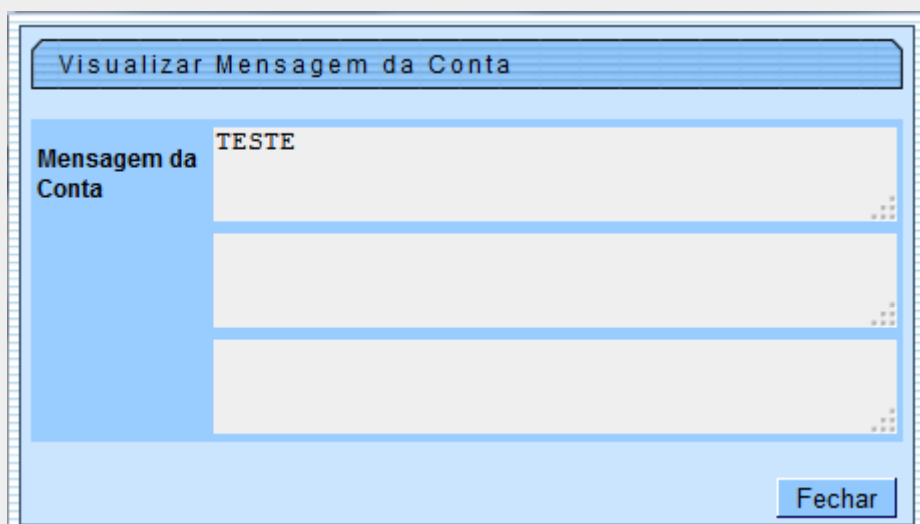 Visualizar Mensagem da Conta
Mensagem da
Conta
TESTE
Fechar